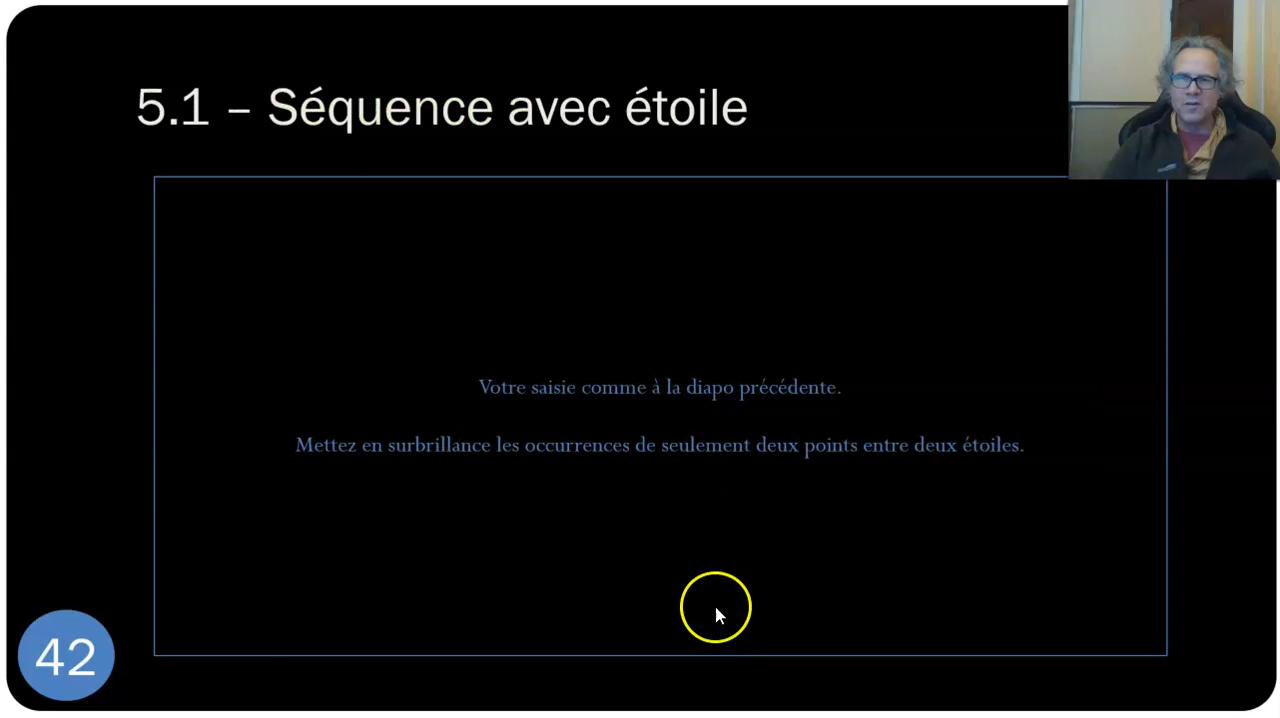 5.1 – Séquence avec étoile
Votre saisie comme à la diapo précédente.
Mettez en surbrillance les occurrences de seulement deux points entre deux étoiles.
42